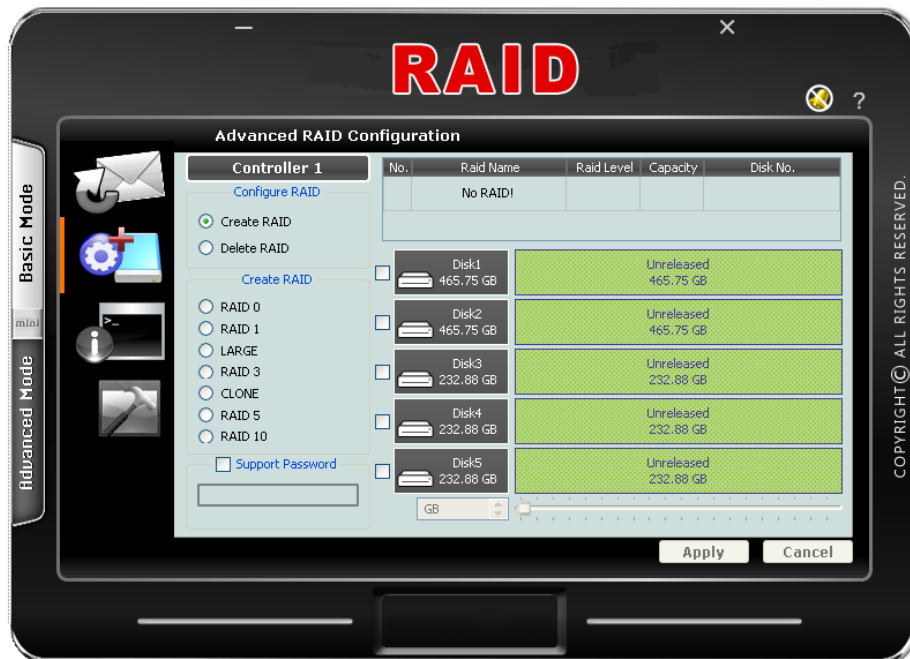 RAID
?
Advanced RAID Configuration
Basic Mode
mini
Advanced Mode
Controller 1
Configure RAID
Create RAID
Delete RAID
Create RAID
RAID 0
RAID 1
LARGE
RAID 3
CLONE
RAID 5
RAID 10
Support Password
No. Raid Name Raid Level Capacity Disk No.
No RAID!
Disk1 Unreleased
465.75 GB 465.75 GB
Disk2 Unreleased
465.75 GB 465.75 GB
Disk3 Unreleased
232.88 GB 232.88 GB
Disk4 Unreleased
232.88 GB 232.88 GB
Disk5 Unreleased
232.88 GB 232.88 GB
GB
Apply Cancel
COPYRIGHT© ALL RIGHTS RESERVED.